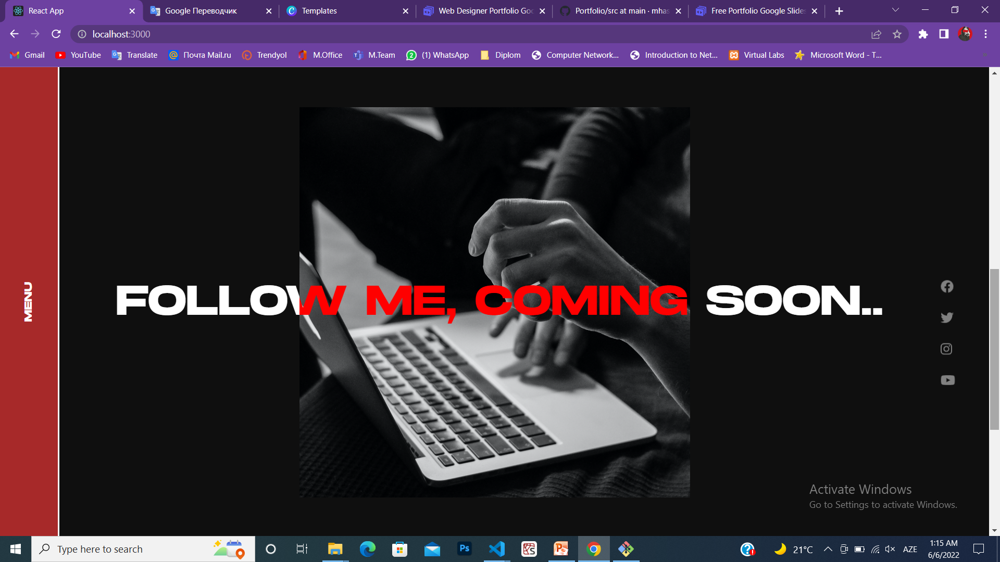 React App
Google Переводчик
Templates
Web Designer Portfolio Goo
Portfolio/src at main · mhas
Free Portfolio Google Slides
localhost:3000
Gmail
YouTube
Translate
Почта Mail.ru
Trendyol
M.Office
M.Team
(1) WhatsApp
Diplom
Computer Network...
Introduction to Net...
Virtual Labs
Microsoft Word - T...
MENU
FOLLOW ME, COMING SOON..
Activate Windows
Go to Settings to activate Windows.
Type here to search
Ps
21°C
AZE
1:15 AM
6/6/2022